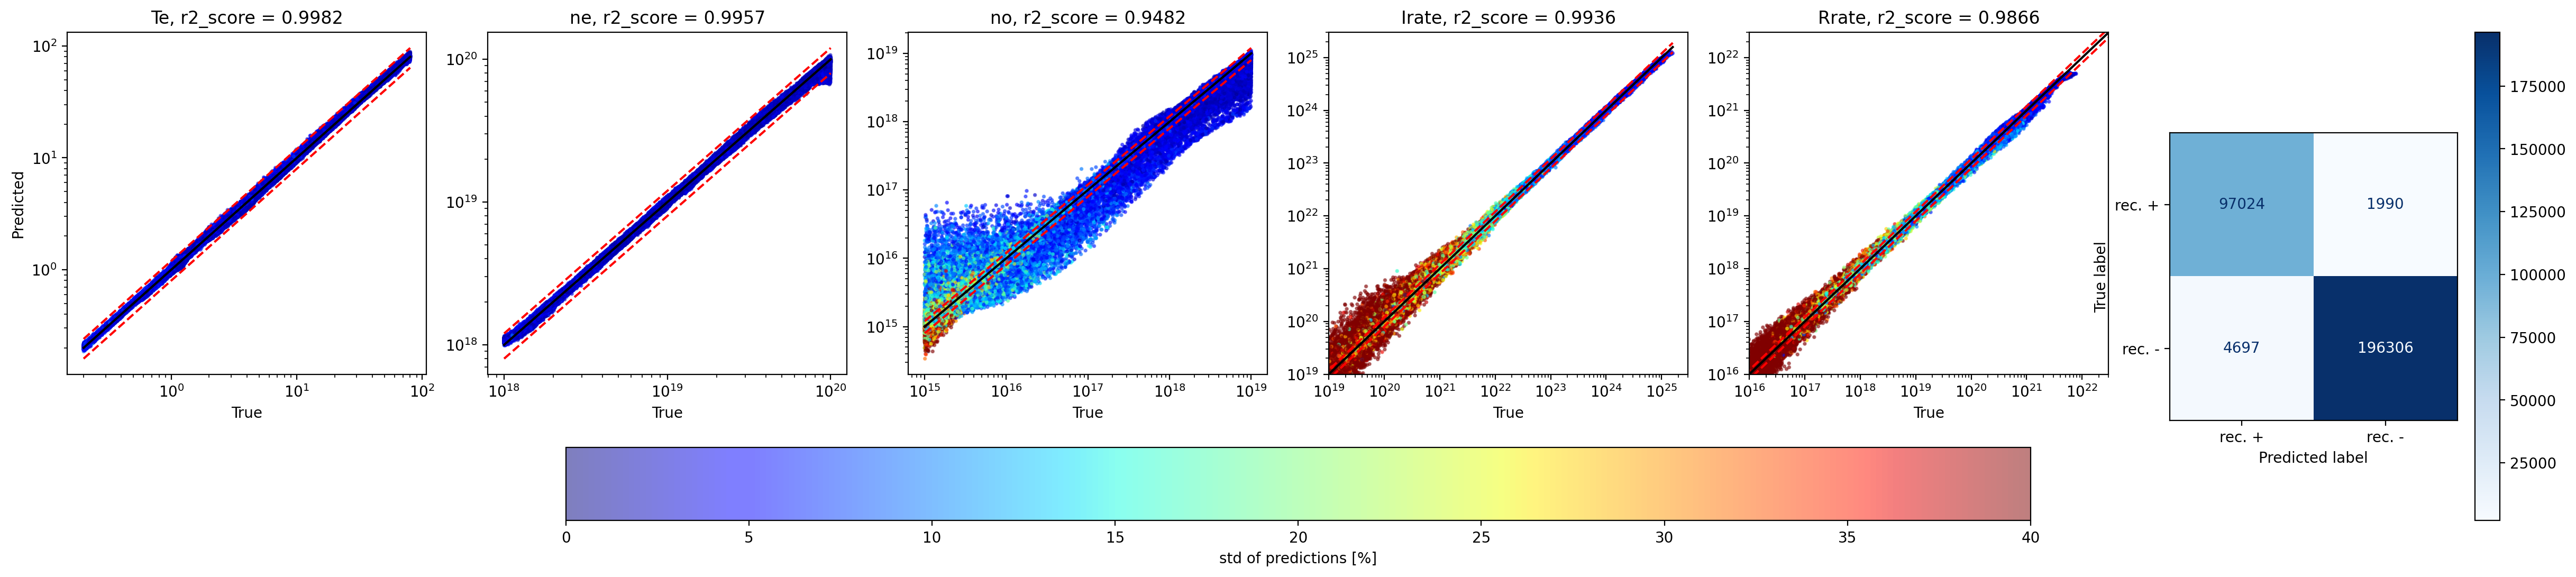 Te, r2_score = 0.9982
10² 10¹ 10⁰
Predicted
10⁰ 10¹ 10²
True
ne, r2_score = 0.9957
10²⁰ 10¹⁹ 10¹⁸
10¹⁸ 10¹⁹ 10²⁰
True
no, r2_score = 0.9482
10¹⁹ 10¹⁸ 10¹⁷ 10¹⁶ 10¹⁵
10¹⁵ 10¹⁶ 10¹⁷ 10¹⁸ 10¹⁹
True
Irate, r2_score = 0.9936
10²⁵ 10²⁴ 10²³ 10²² 10²¹ 10²⁰ 10¹⁹
10¹⁹ 10²⁰ 10²¹ 10²² 10²³ 10²⁴ 10²⁵
True
Rrate, r2_score = 0.9866
10²² 10²¹ 10²⁰ 10¹⁹ 10¹⁸ 10¹⁷ 10¹⁶
10¹⁶ 10¹⁷ 10¹⁸ 10¹⁹ 10²⁰ 10²¹ 10²²
True
True label
rec. + 97024 1990
rec. - 4697 196306
rec. + rec. -
Predicted label
175000
150000
125000
100000
75000
50000
25000
0 5 10 15 20 25 30 35 40
std of predictions [%]